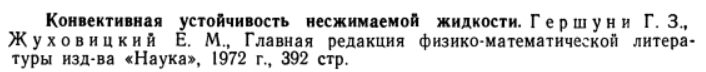 Конвективная устойчивость несжимаемой жидкости. Гершуни Г. З.,
Жуховицкий Е. М., Главная редакция физико-математической литера-
туры изд-ва «Наука», 1972 г., 392 стр.